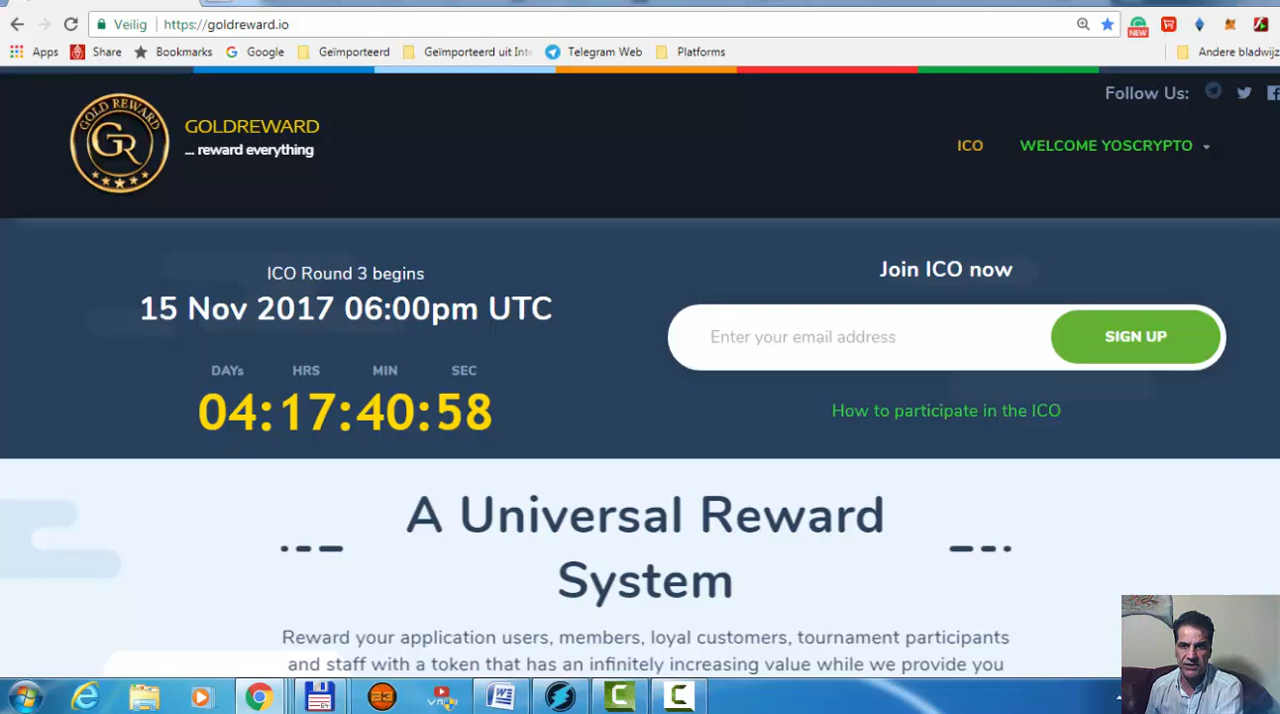 Veilig https://goldreward.io
NEW
Apps Share Bookmarks Google Geïmporteerd Geïmporteerd uit Int Telegram Web Platforms Andere bladwijz
Follow Us:
GOLD REWARD
GR
GOLDREWARD
... reward everything
ICO WELCOME YOSCRYPTO
ICO Round 3 begins
15 Nov 2017 06:00pm UTC
DAYs HRS MIN SEC
04:17:40:58
Join ICO now
Enter your email address SIGN UP
How to participate in the ICO
A Universal Reward
System
Reward your application users, members, loyal customers, tournament participants
and staff with a token that has an infinitely increasing value while we provide you